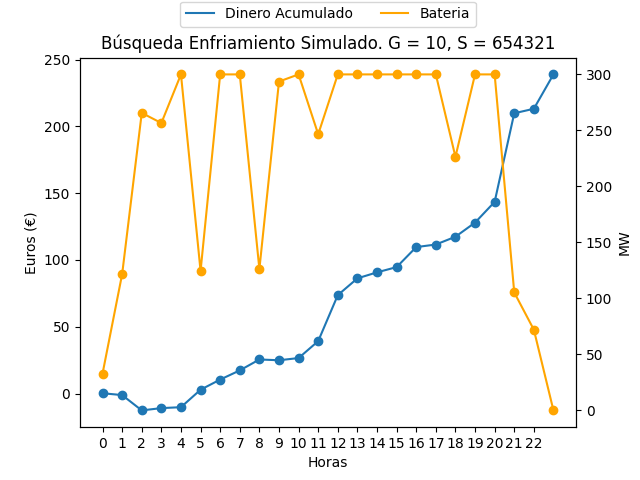 Dinero Acumulado Bateria
Búsqueda Enfriamiento Simulado. G = 10, S = 654321
250
200
150
100
50
0
Euros (€)
300
250
200
150
100
50
0
MW
0 1 2 3 4 5 6 7 8 9 10 11 12 13 14 15 16 17 18 19 20 21 22
Horas